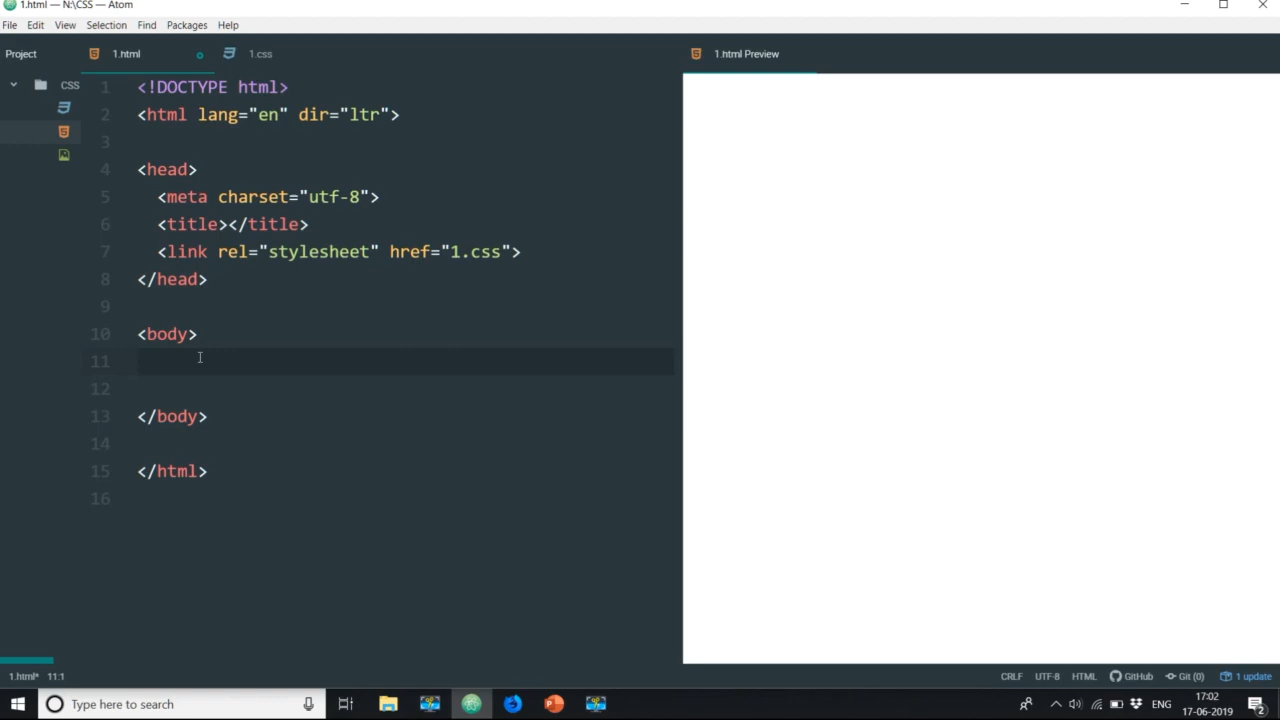 1.html — N:\CSS — Atom
File Edit View Selection Find Packages Help
Project
1.html
1.css
1.html Preview
CSS
1 <!DOCTYPE html>
2 <html lang="en" dir="ltr">
3
4 <head>
5 <meta charset="utf-8">
6 <title></title>
7 <link rel="stylesheet" href="1.css">
8 </head>
9
10 <body>
11
12
13 </body>
14
15 </html>
16
1.html* 11:1
CRLF UTF-8 HTML GitHub Git (0) 1 update
Type here to search
ENG
17:02
17-06-2019
2